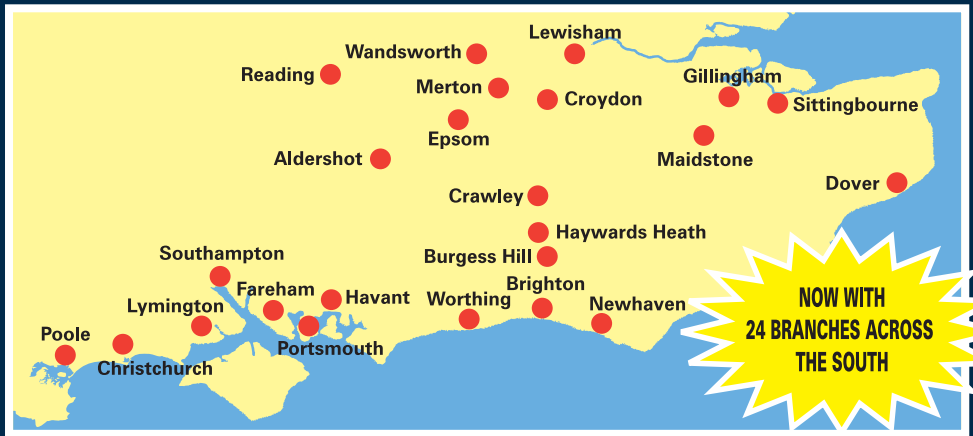 Lewisham
Wandsworth
Reading
Gillingham
Merton
Croydon
Sittingbourne
Epsom
Aldershot
Maidstone
Dover
Crawley
Haywards Heath
Southampton
Burgess Hill
Fareham
Havant
Worthing
Brighton
Lymington
Newhaven
Poole
Portsmouth
Christchurch
NOW WITH
24 BRANCHES ACROSS
THE SOUTH